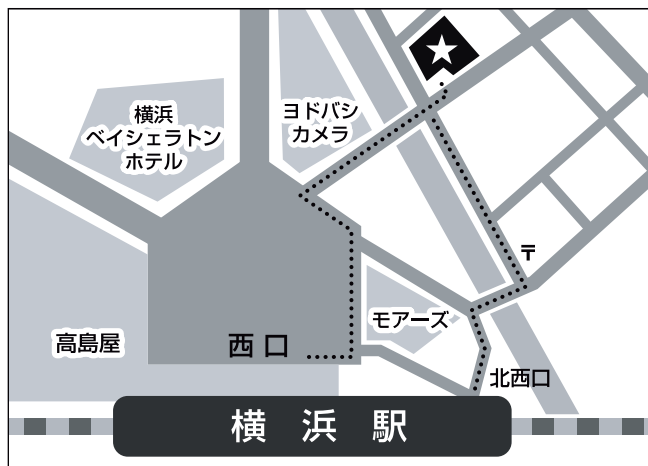 横浜
ベイシェラトン
ホテル
ヨドバシ
カメラ
〒
モアーズ
高島屋
西口
北西口
横浜駅